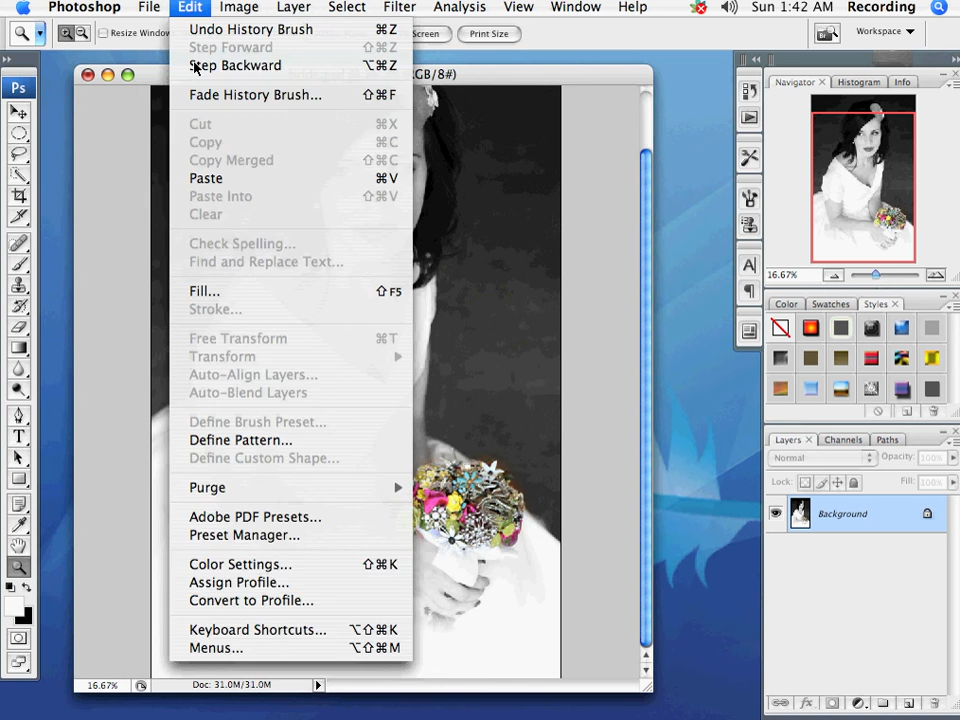 Photoshop File Edit Image Layer Select Filter Analysis View Window Help Sun 1:42 AM Recording
Resize Window Screen Print Size Workspace
RGB/8#)
Ps
Undo History Brush ⌘Z
Step Forward ⇧⌘Z
Step Backward ⌥⌘Z
Fade History Brush... ⇧⌘F
Cut ⌘X
Copy ⌘C
Copy Merged ⇧⌘C
Paste ⌘V
Paste Into ⇧⌘V
Clear
Check Spelling...
Find and Replace Text...
Fill... ⇧F5
Stroke...
Free Transform ⌘T
Transform
Auto-Align Layers...
Auto-Blend Layers
Define Brush Preset...
Define Pattern...
Define Custom Shape...
Purge
Adobe PDF Presets...
Preset Manager...
Color Settings... ⇧⌘K
Assign Profile...
Convert to Profile...
Keyboard Shortcuts... ⌥⇧⌘K
Menus... ⌥⇧⌘M
16.67% Doc: 31.0M/31.0M
Navigator × Histogram Info
16.67%
Color Swatches Styles ×
Layers × Channels Paths
Normal Opacity: 100%
Lock: Fill: 100%
Background